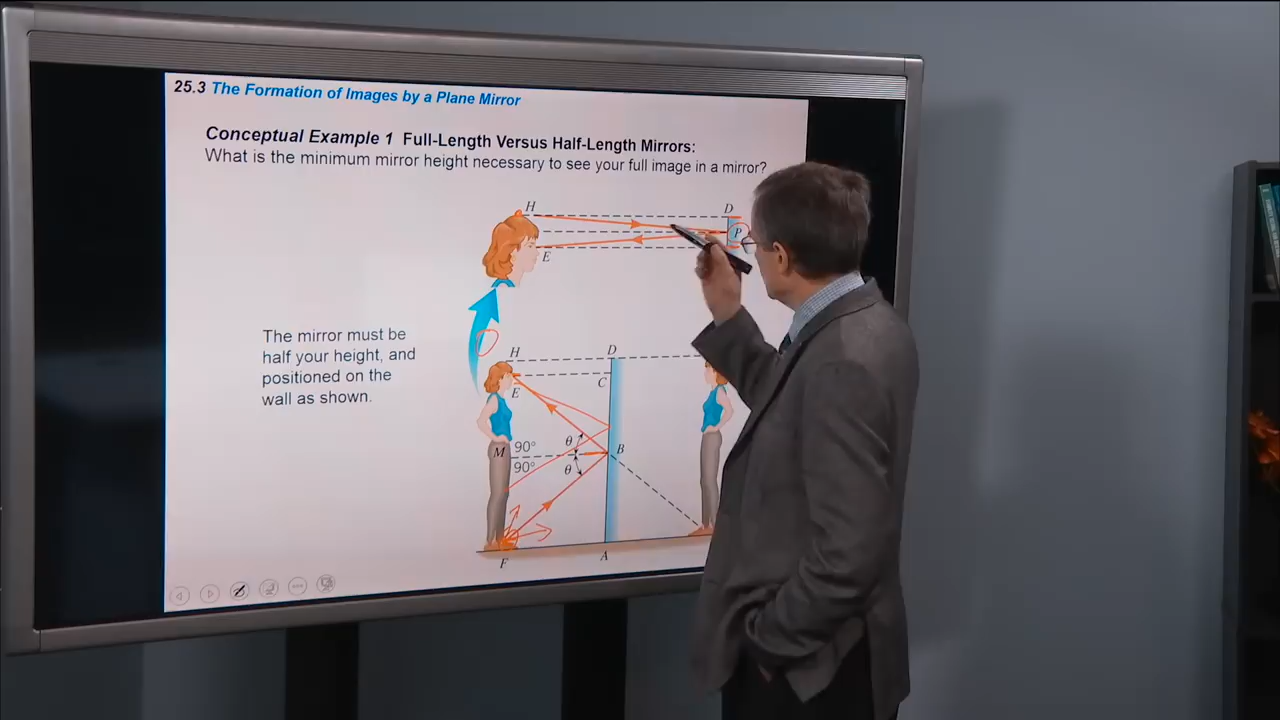 25.3 The Formation of Images by a Plane Mirror
Conceptual Example 1 Full-Length Versus Half-Length Mirrors:
What is the minimum mirror height necessary to see your full image in a mirror?
H
D
P
E
The mirror must be
half your height, and
positioned on the
wall as shown.
H
D
C
E
θ
90°
M
B
90°
θ
A
F